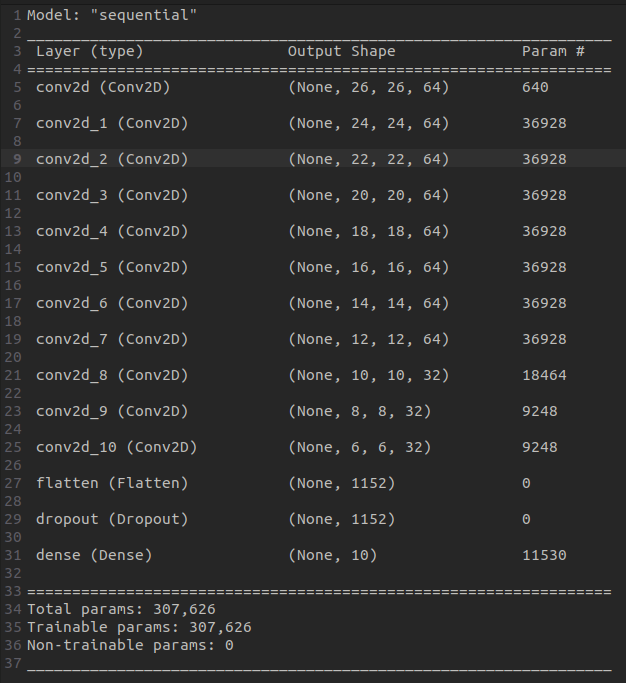 1 Model: "sequential"
2 _________________________________________________________________
3  Layer (type)                Output Shape              Param #
4 =================================================================
5  conv2d (Conv2D)             (None, 26, 26, 64)        640
6
7  conv2d_1 (Conv2D)           (None, 24, 24, 64)        36928
8
9  conv2d_2 (Conv2D)           (None, 22, 22, 64)        36928
10
11  conv2d_3 (Conv2D)           (None, 20, 20, 64)        36928
12
13  conv2d_4 (Conv2D)           (None, 18, 18, 64)        36928
14
15  conv2d_5 (Conv2D)           (None, 16, 16, 64)        36928
16
17  conv2d_6 (Conv2D)           (None, 14, 14, 64)        36928
18
19  conv2d_7 (Conv2D)           (None, 12, 12, 64)        36928
20
21  conv2d_8 (Conv2D)           (None, 10, 10, 32)        18464
22
23  conv2d_9 (Conv2D)           (None, 8, 8, 32)          9248
24
25  conv2d_10 (Conv2D)          (None, 6, 6, 32)          9248
26
27  flatten (Flatten)           (None, 1152)              0
28
29  dropout (Dropout)           (None, 1152)              0
30
31  dense (Dense)               (None, 10)                11530
32
33 =================================================================
34 Total params: 307,626
35 Trainable params: 307,626
36 Non-trainable params: 0
37 _________________________________________________________________